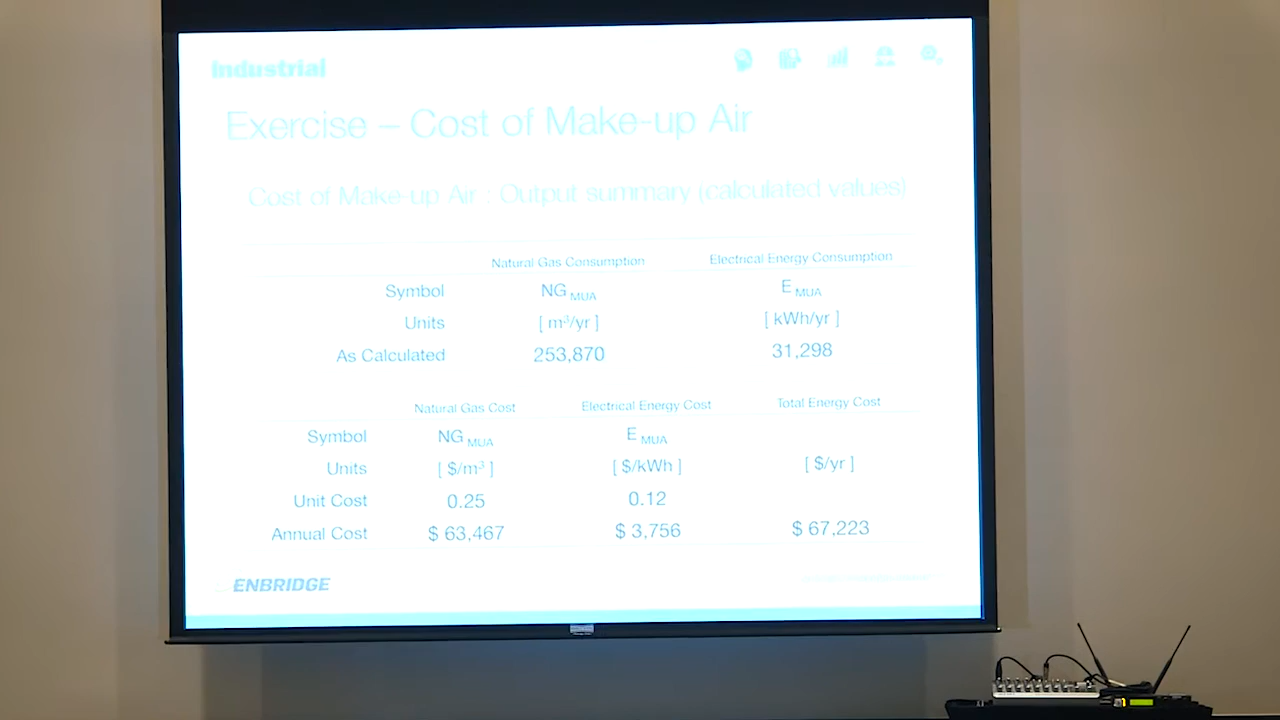 Industrial
Exercise – Cost of Make-up Air
Cost of Make-up Air : Output summary (calculated values)
Natural Gas Consumption Electrical Energy Consumption
Symbol NG MUA E MUA
Units [ m³/yr ] [ kWh/yr ]
As Calculated 253,870 31,298
Natural Gas Cost Electrical Energy Cost Total Energy Cost
Symbol NG MUA E MUA
Units [ $/m³ ] [ $/kWh ] [ $/yr ]
Unit Cost 0.25 0.12
Annual Cost $ 63,467 $ 3,756 $ 67,223
ENBRIDGE